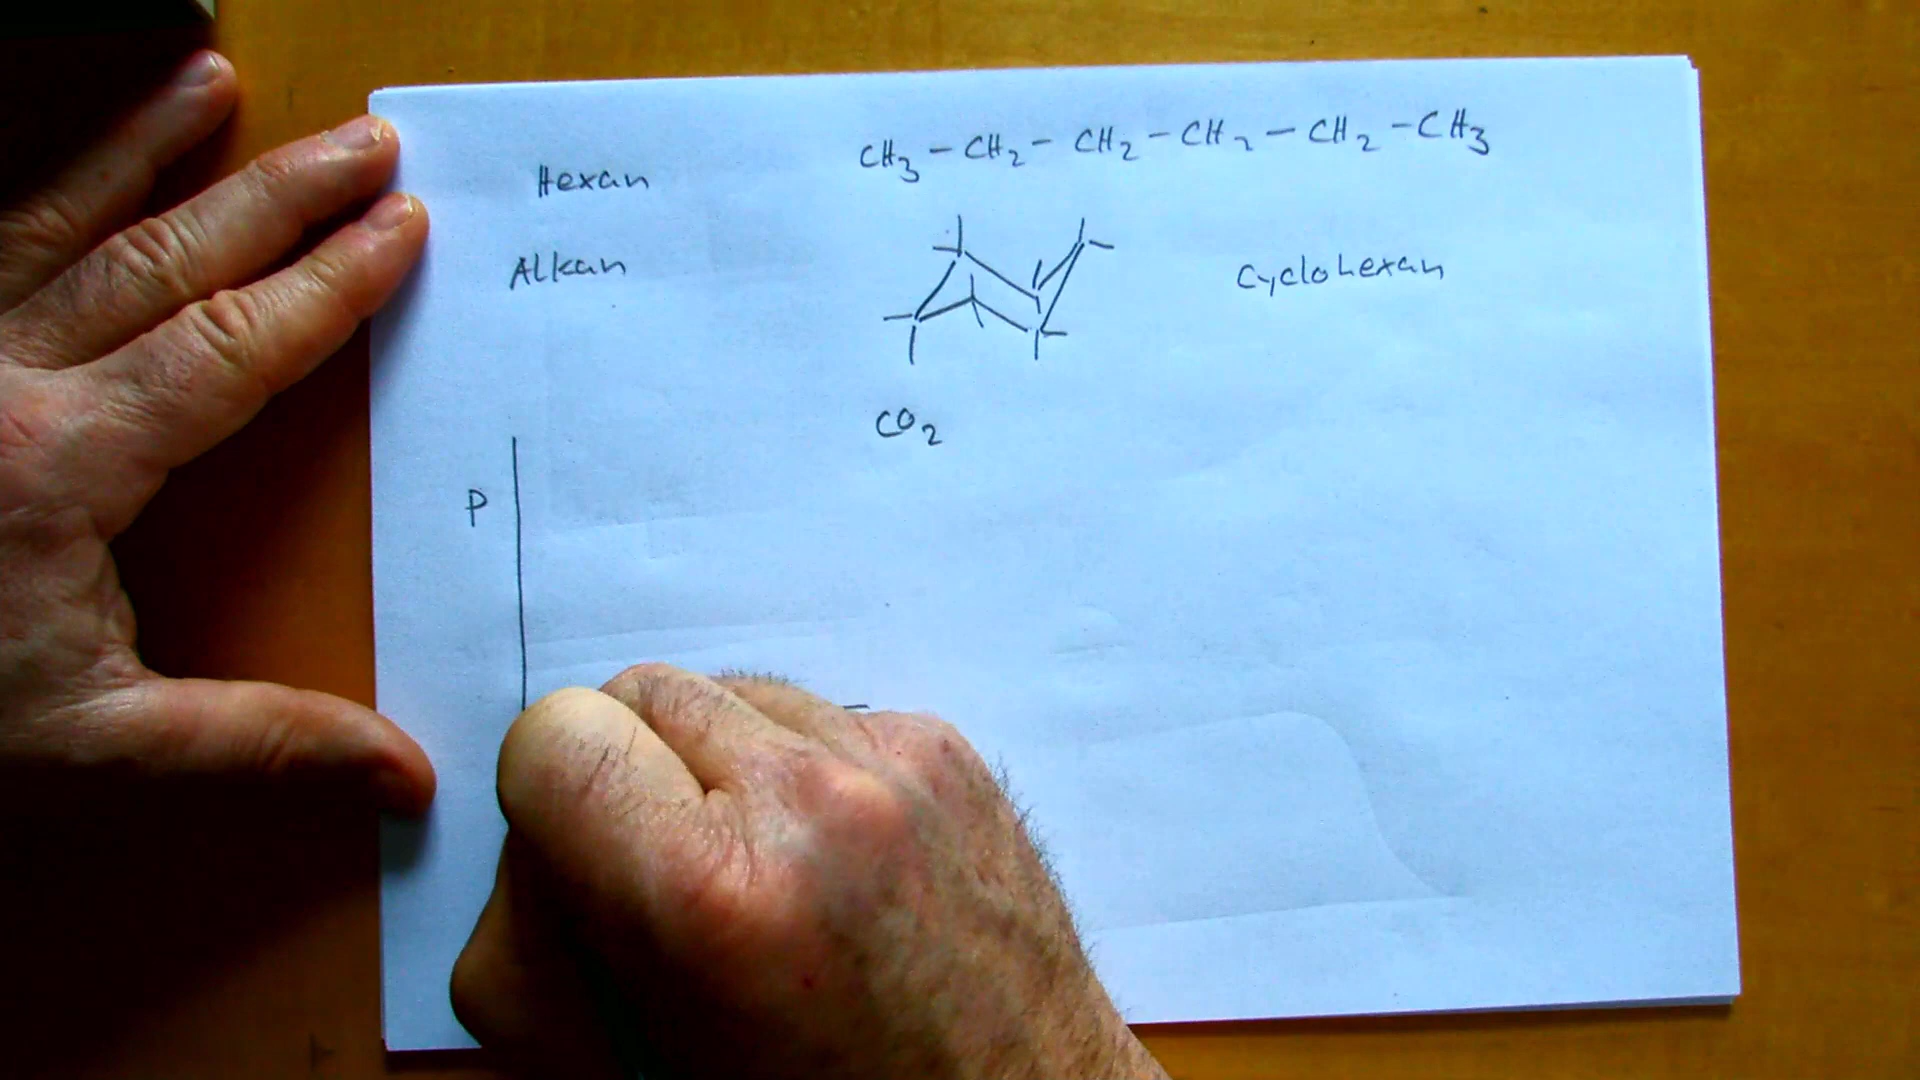 Hexan CH3-CH2-CH2-CH2-CH2-CH3
Alkan Cyclohexan
CO2
P